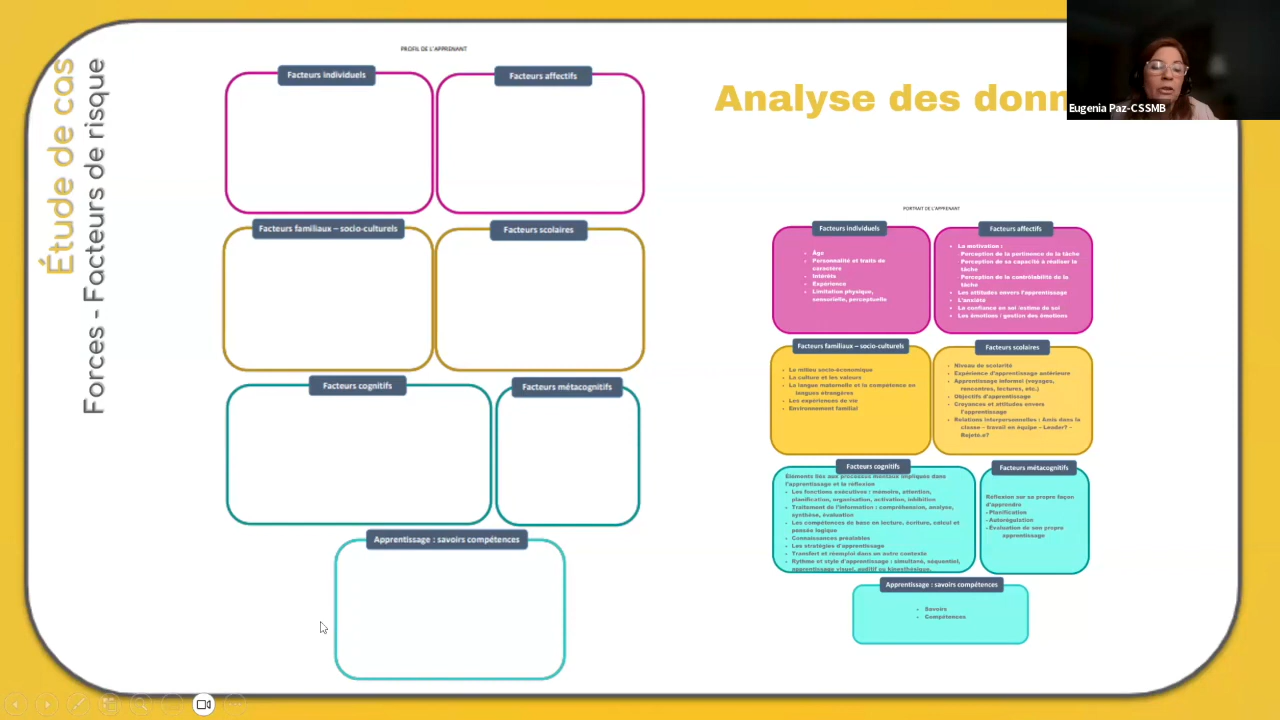 Étude de cas
Forces - Facteurs de risque
PROFIL DE L'APPRENANT
Facteurs individuels
Facteurs affectifs
Facteurs familiaux – socio-culturels
Facteurs scolaires
Facteurs cognitifs
Facteurs métacognitifs
Apprentissage : savoirs compétences
Analyse des donn
Eugenia Paz-CSSMB
PORTRAIT DE L'APPRENANT
Facteurs individuels
• Âge
• Personnalité et traits de
caractère
• Intérêts
• Expérience
• Limitation physique,
sensorielle, perceptuelle
Facteurs affectifs
• La motivation :
Perception de la pertinence de la tâche
Perception de sa capacité à réaliser la
tâche
Perception de la contrôlabilité de la
tâche
• Les attitudes envers l'apprentissage
• L'anxiété
• La confiance en soi /estime de soi
• Les émotions : gestion des émotions
Facteurs familiaux – socio-culturels
• Le milieu socio-économique
• La culture et les valeurs
• La langue maternelle et la compétence en
langues étrangères
• Les expériences de vie
• Environnement familial
Facteurs scolaires
• Niveau de scolarité
• Expérience d'apprentissage antérieure
• Apprentissage informel (voyages,
rencontres, lectures, etc.)
• Objectifs d'apprentissage
• Croyances et attitudes envers
l'apprentissage
• Relations interpersonnelles : Amis dans la
classe – travail en équipe – Leader? –
Rejeté.e?
Facteurs cognitifs
Éléments liés aux processus mentaux impliqués dans
l'apprentissage et la réflexion
• Les fonctions exécutives : mémoire, attention,
planification, organisation, activation, inhibition
• Traitement de l'information : compréhension, analyse,
synthèse, évaluation
• Les compétences de base en lecture, écriture, calcul et
pensée logique
• Connaissances préalables
• Les stratégies d'apprentissage
• Transfert et réemploi dans un autre contexte
• Rythme et style d'apprentissage : simultané, séquentiel,
apprentissage visuel, auditif ou kinesthésique.
Facteurs métacognitifs
Réflexion sur sa propre façon
d'apprendre
- Planification
- Autorégulation
- Évaluation de son propre
apprentissage
Apprentissage : savoirs compétences
• Savoirs
• Compétences